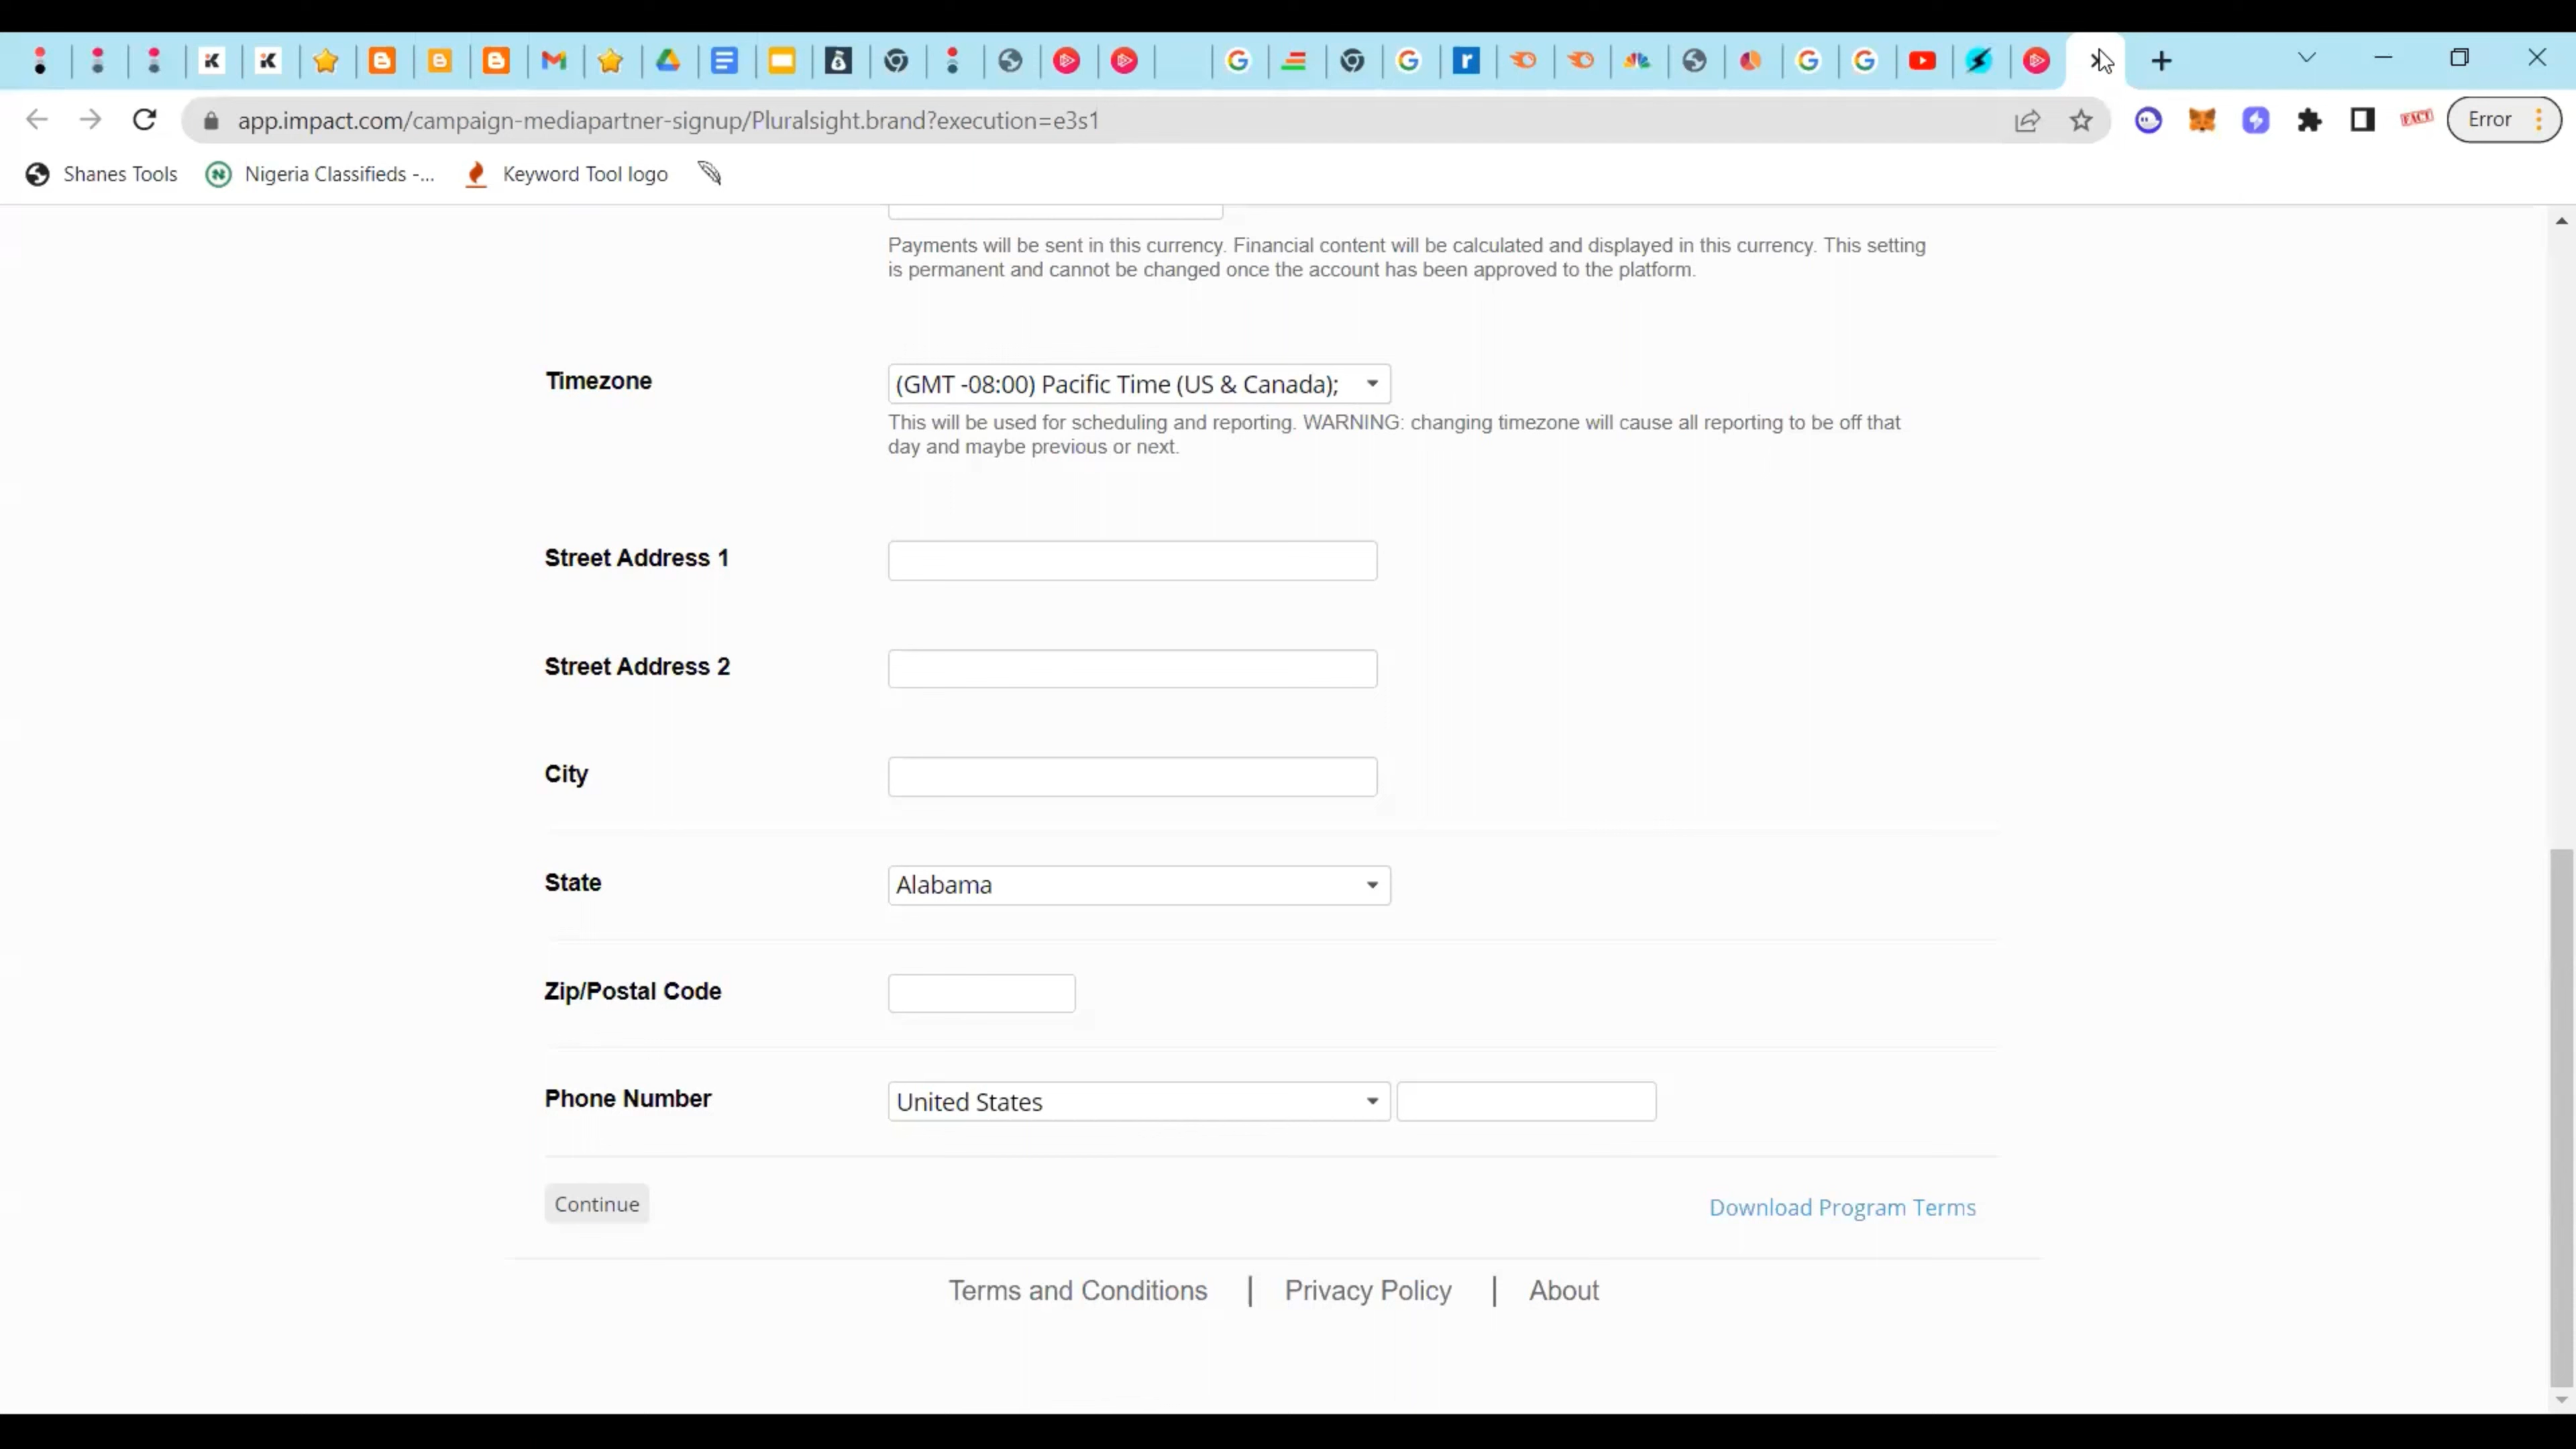 app.impact.com/campaign-mediapartner-signup/Pluralsight.brand?execution=e3s1
FACT
Error
Shanes Tools
Nigeria Classifieds -...
Keyword Tool logo
Payments will be sent in this currency. Financial content will be calculated and displayed in this currency. This setting
is permanent and cannot be changed once the account has been approved to the platform.
Timezone
(GMT -08:00) Pacific Time (US & Canada);
This will be used for scheduling and reporting. WARNING: changing timezone will cause all reporting to be off that
day and maybe previous or next.
Street Address 1
Street Address 2
City
State
Alabama
Zip/Postal Code
Phone Number
United States
Continue
Download Program Terms
Terms and Conditions | Privacy Policy | About